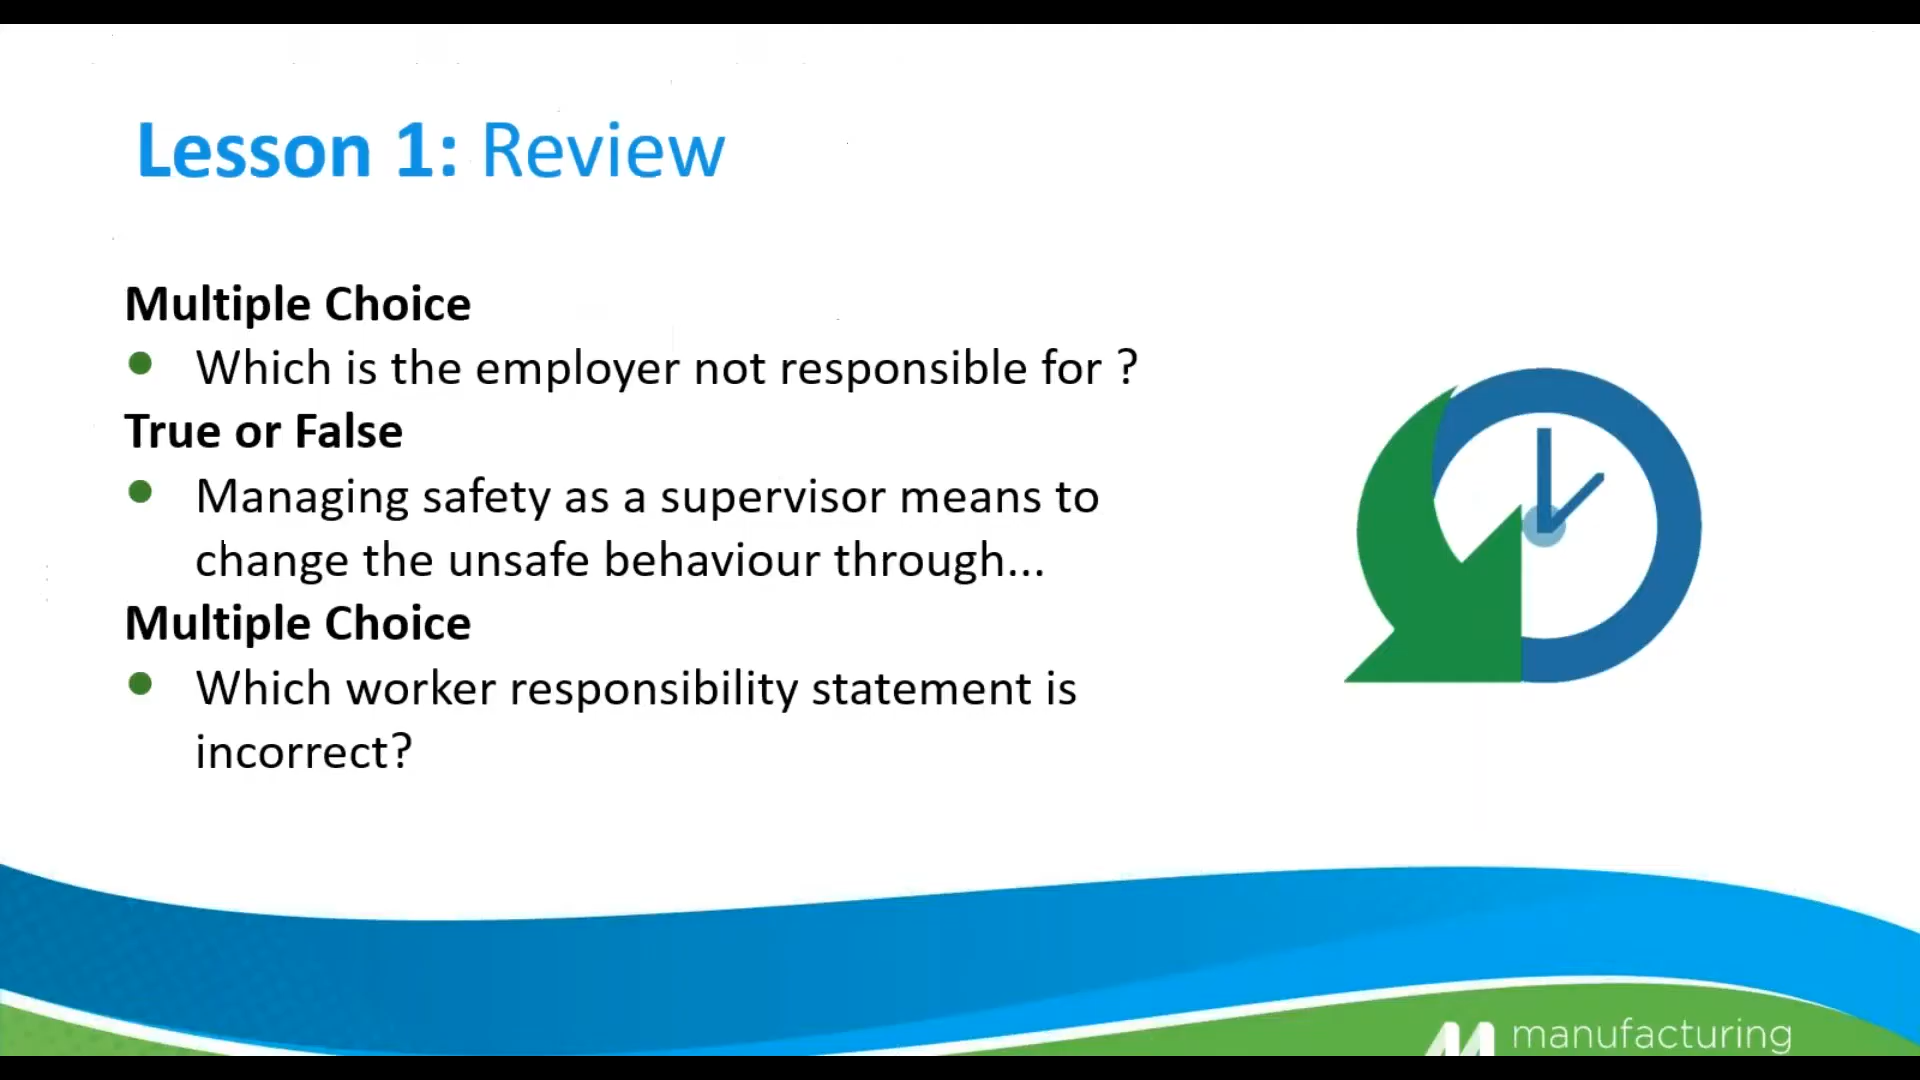 Lesson 1: Review
Multiple Choice
Which is the employer not responsible for ?
True or False
Managing safety as a supervisor means to
change the unsafe behaviour through...
Multiple Choice
Which worker responsibility statement is
incorrect?
manufacturing